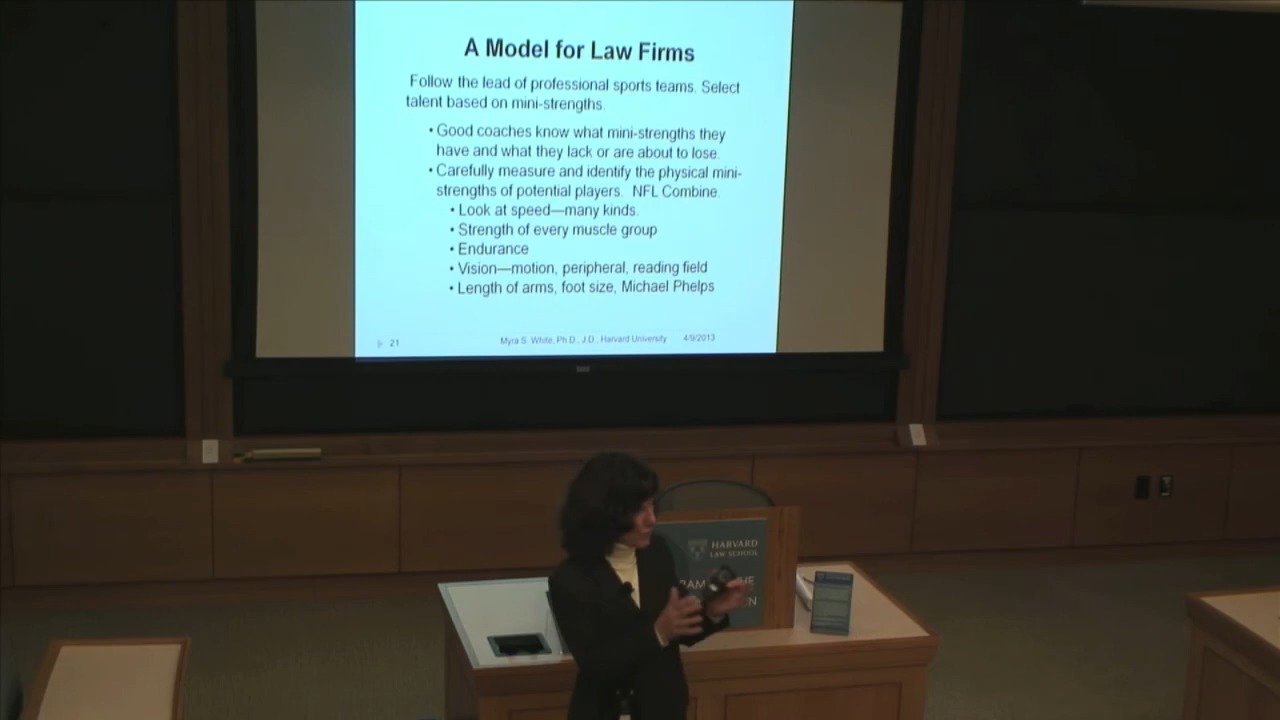 A Model for Law Firms
Follow the lead of professional sports teams. Select
talent based on mini-strengths.
• Good coaches know what mini-strengths they
have and what they lack or are about to lose.
• Carefully measure and identify the physical mini-
strengths of potential players. NFL Combine.
• Look at speed—many kinds.
• Strength of every muscle group
• Endurance
• Vision—motion, peripheral, reading field
• Length of arms, foot size, Michael Phelps
21
Myra S. White, Ph.D., J.D., Harvard University 4/9/2013
HARVARD
LAW SCHOOL